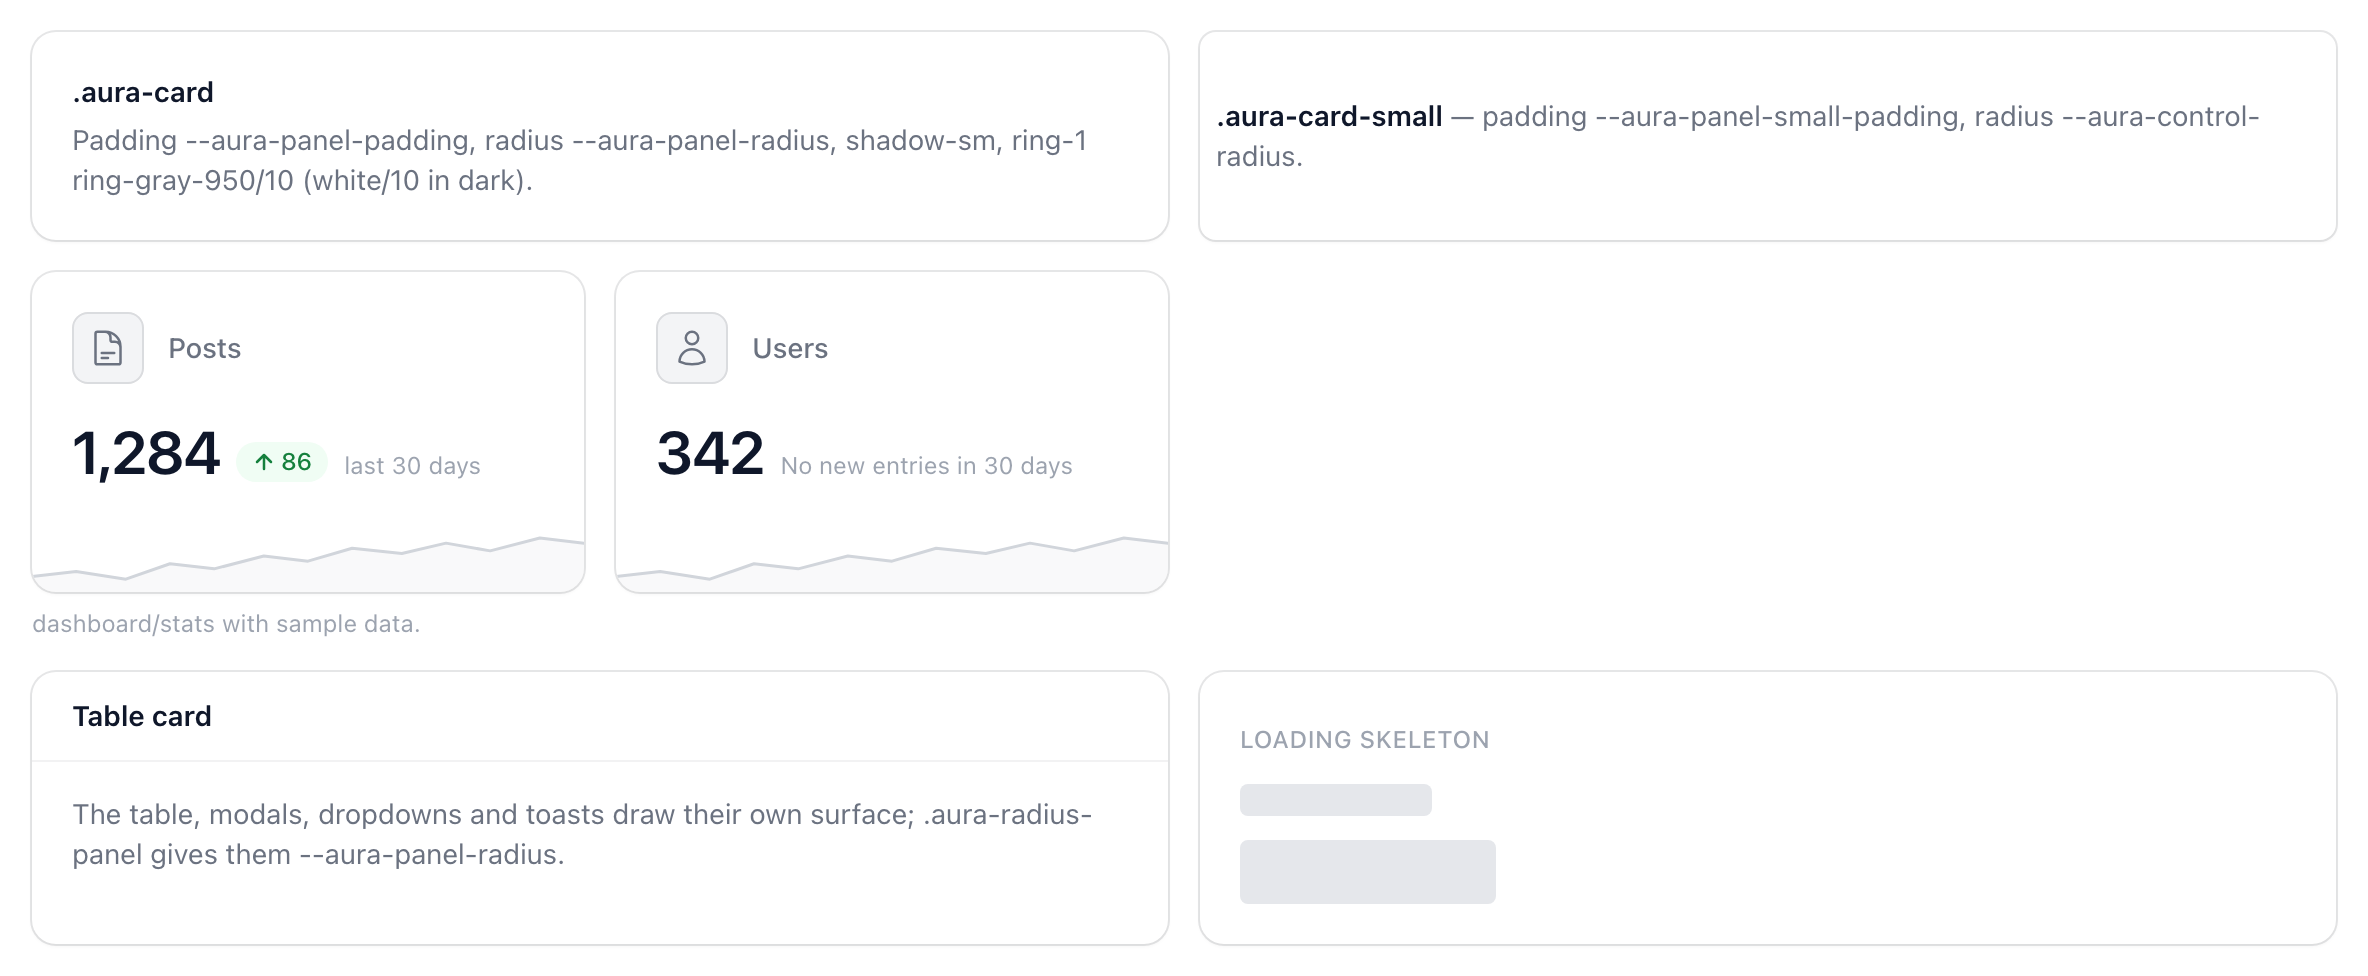 .aura-card
Padding --aura-panel-padding, radius --aura-panel-radius, shadow-sm, ring-1
ring-gray-950/10 (white/10 in dark).
.aura-card-small — padding --aura-panel-small-padding, radius --aura-control-
radius.
Posts
1,284 ↑ 86 last 30 days
Users
342 No new entries in 30 days
dashboard/stats with sample data.
Table card
The table, modals, dropdowns and toasts draw their own surface; .aura-radius-
panel gives them --aura-panel-radius.
LOADING SKELETON